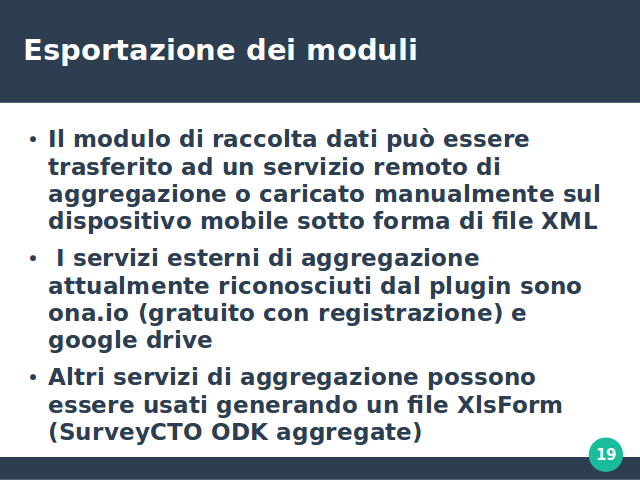 Esportazione dei moduli
• Il modulo di raccolta dati può essere
trasferito ad un servizio remoto di
aggregazione o caricato manualmente sul
dispositivo mobile sotto forma di file XML
• I servizi esterni di aggregazione
attualmente riconosciuti dal plugin sono
ona.io (gratuito con registrazione) e
google drive
• Altri servizi di aggregazione possono
essere usati generando un file XlsForm
(SurveyCTO ODK aggregate)
19